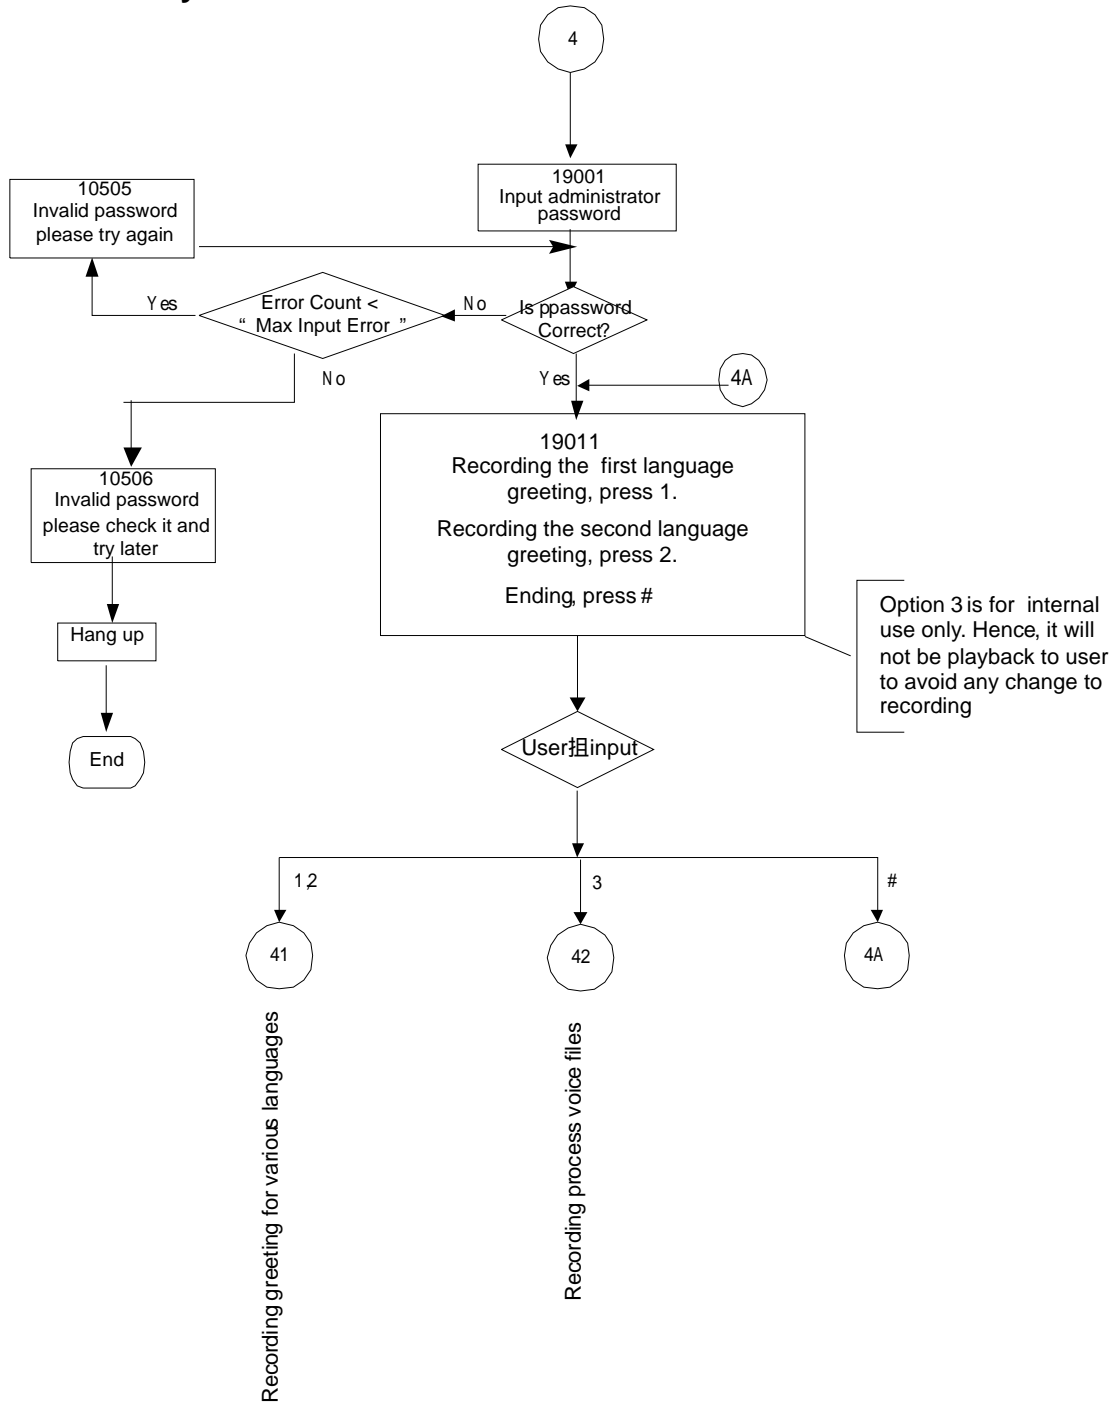 4
19001
Input administrator
password
10505
Invalid password
please try again
Yes
Error Count <
“ Max Input Error ”
No
Is ppassword
Correct?
No
Yes
4A
19011
Recording the first language
greeting, press 1.
Recording the second language
greeting, press 2.
Ending, press #
10506
Invalid password
please check it and
try later
Hang up
End
Option 3 is for internal
use only. Hence, it will
not be playback to user
to avoid any change to
recording
User抯input
1,2
3
#
41
42
4A
Recording greeting for various languages
Recording process voice files